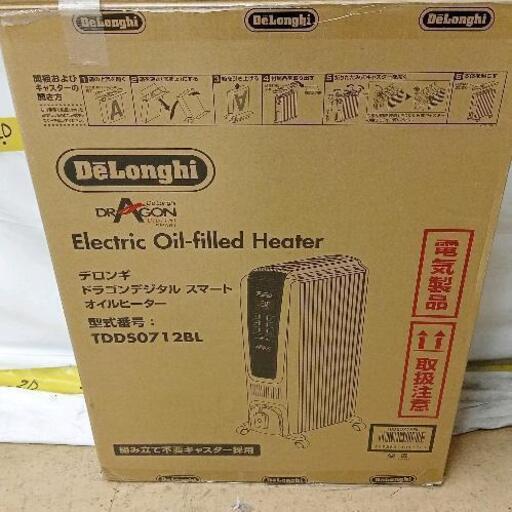 DeLonghi
DeLonghi
DeLonghi
開梱および
キャスターの
開き方
DeLonghi
DeLonghi
DRAGON
Electric Oil-filled Heater
デロンギ
ドラゴンデジタル スマート
オイルヒーター
型式番号：
TDDS0712BL
組み立て不要キャスター採用
電気製品
取扱注意